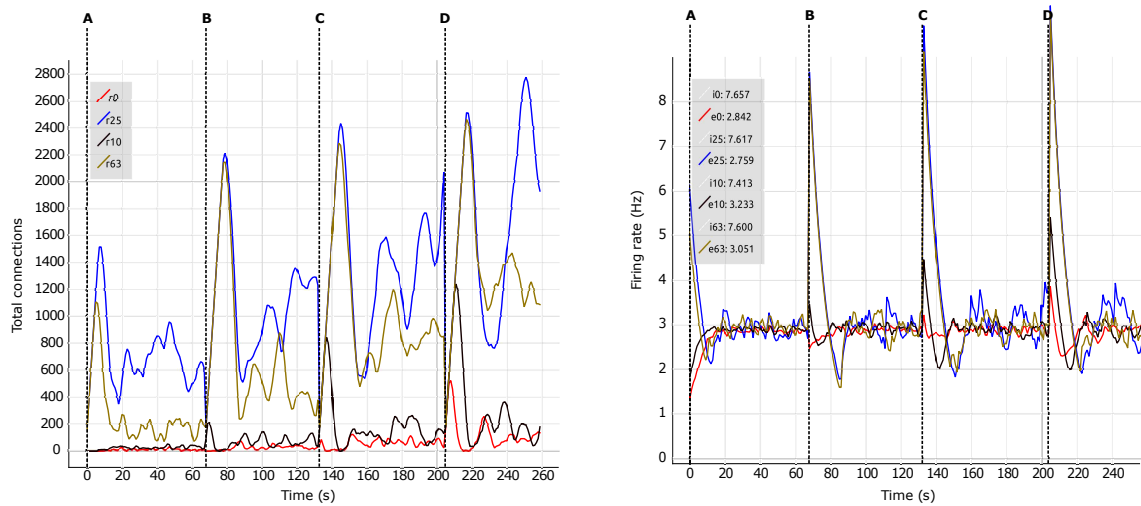 A B C D
2800
2600
2400
2200
2000
1800
1600
1400
1200
1000
800
600
400
200
0
Total connections
r0
r25
r10
r63
0 20 40 60 80 100 120 140 160 180 200 220 240 260
Time (s)
A B C D
8
7
6
5
4
3
2
1
0
Firing rate (Hz)
i0: 7.657
e0: 2.842
i25: 7.617
e25: 2.759
i10: 7.413
e10: 3.233
i63: 7.600
e63: 3.051
0 20 40 60 80 100 120 140 160 180 200 220 240
Time (s)